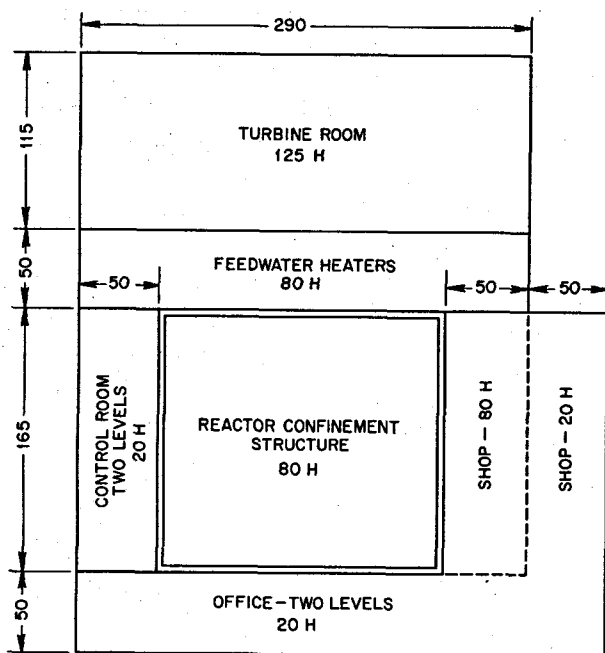 290
115
TURBINE ROOM
125 H
50
FEEDWATER HEATERS
80 H
50
50
50
165
CONTROL ROOM
TWO LEVELS
20 H
REACTOR CONFINEMENT
STRUCTURE
80 H
SHOP – 80 H
SHOP – 20 H
50
OFFICE – TWO LEVELS
20 H